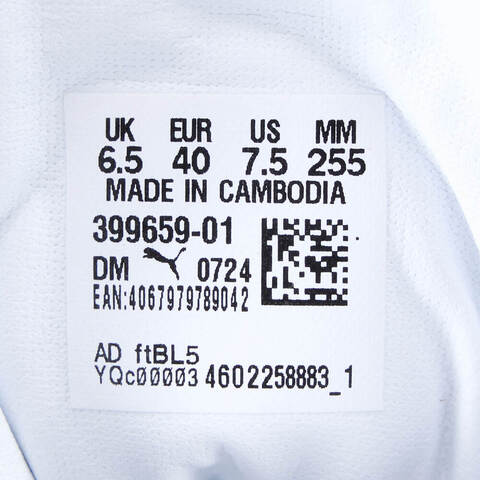 UK EUR US MM
6.5 40 7.5 255
MADE IN CAMBODIA
399659-01
DM 0724
EAN:4067979789042
AD ftBL5
YQc00003 4602258883_1